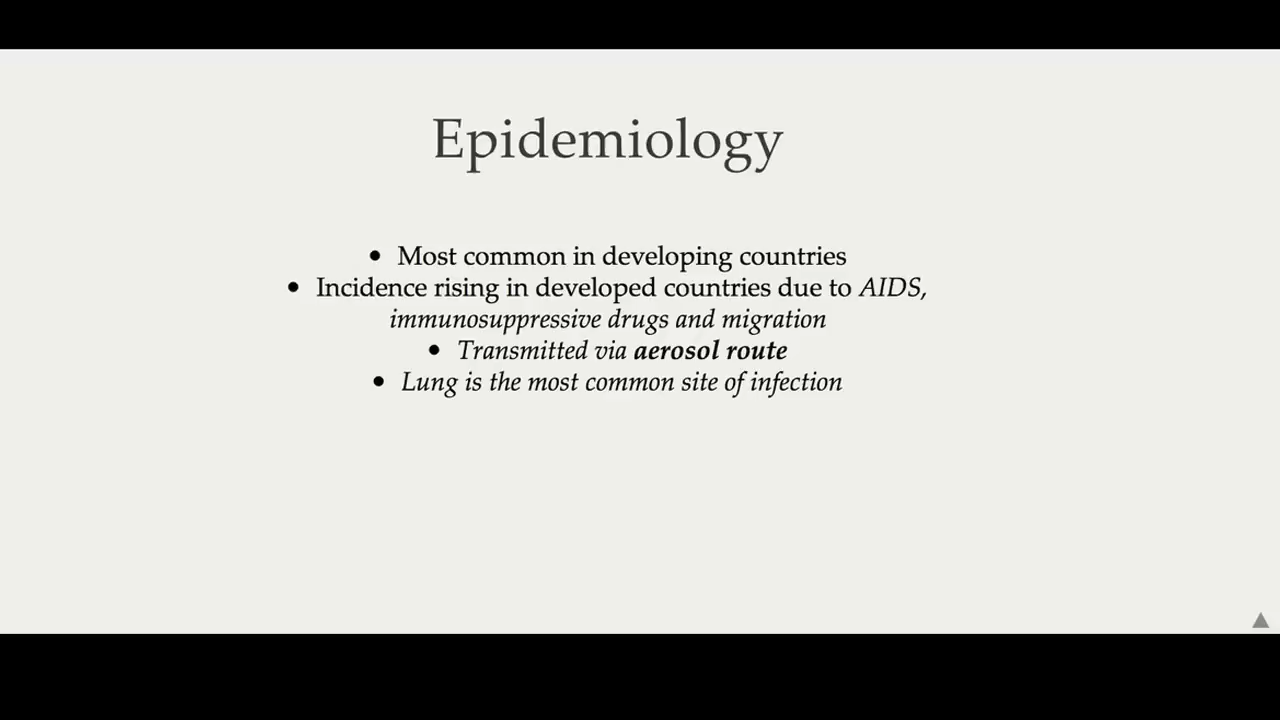 Epidemiology
• Most common in developing countries
• Incidence rising in developed countries due to AIDS,
immunosuppressive drugs and migration
• Transmitted via aerosol route
• Lung is the most common site of infection